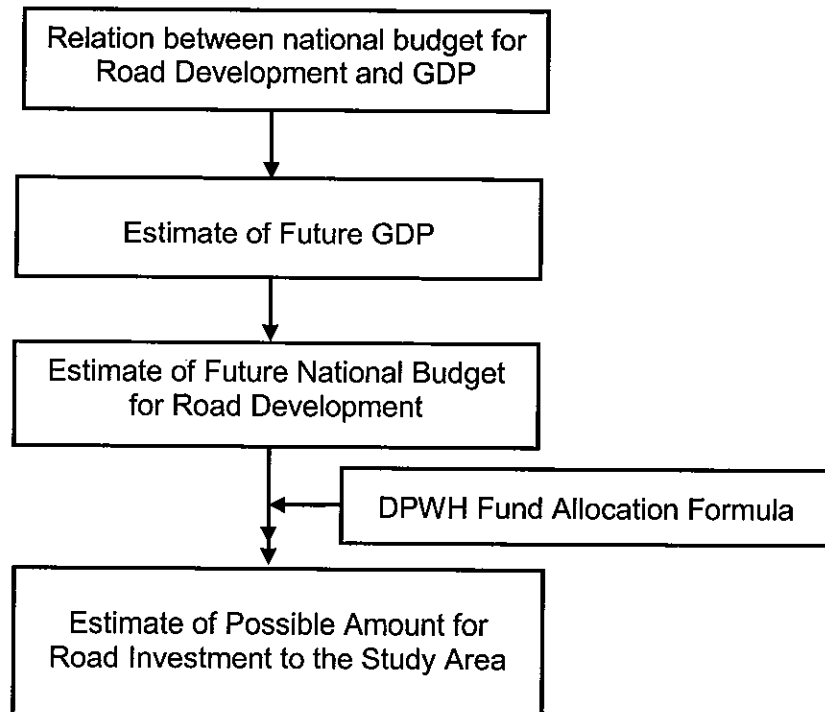 Relation between national budget for
Road Development and GDP
Estimate of Future GDP
Estimate of Future National Budget
for Road Development
DPWH Fund Allocation Formula
Estimate of Possible Amount for
Road Investment to the Study Area